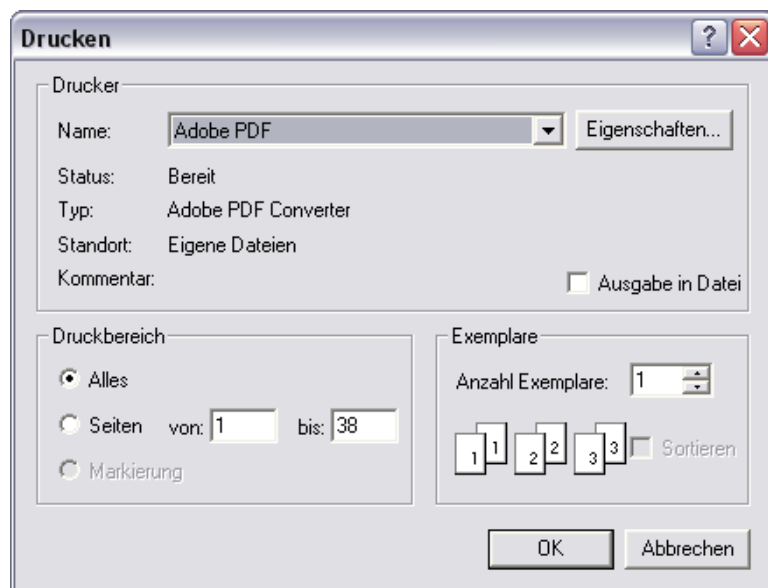 Drucken
Drucker
Name: Adobe PDF Eigenschaften...
Status: Bereit
Typ: Adobe PDF Converter
Standort: Eigene Dateien
Kommentar: Ausgabe in Datei
Druckbereich
Alles
Seiten von: 1 bis: 38
Markierung
Exemplare
Anzahl Exemplare: 1
1 1 2 2 3 3 Sortieren
OK Abbrechen